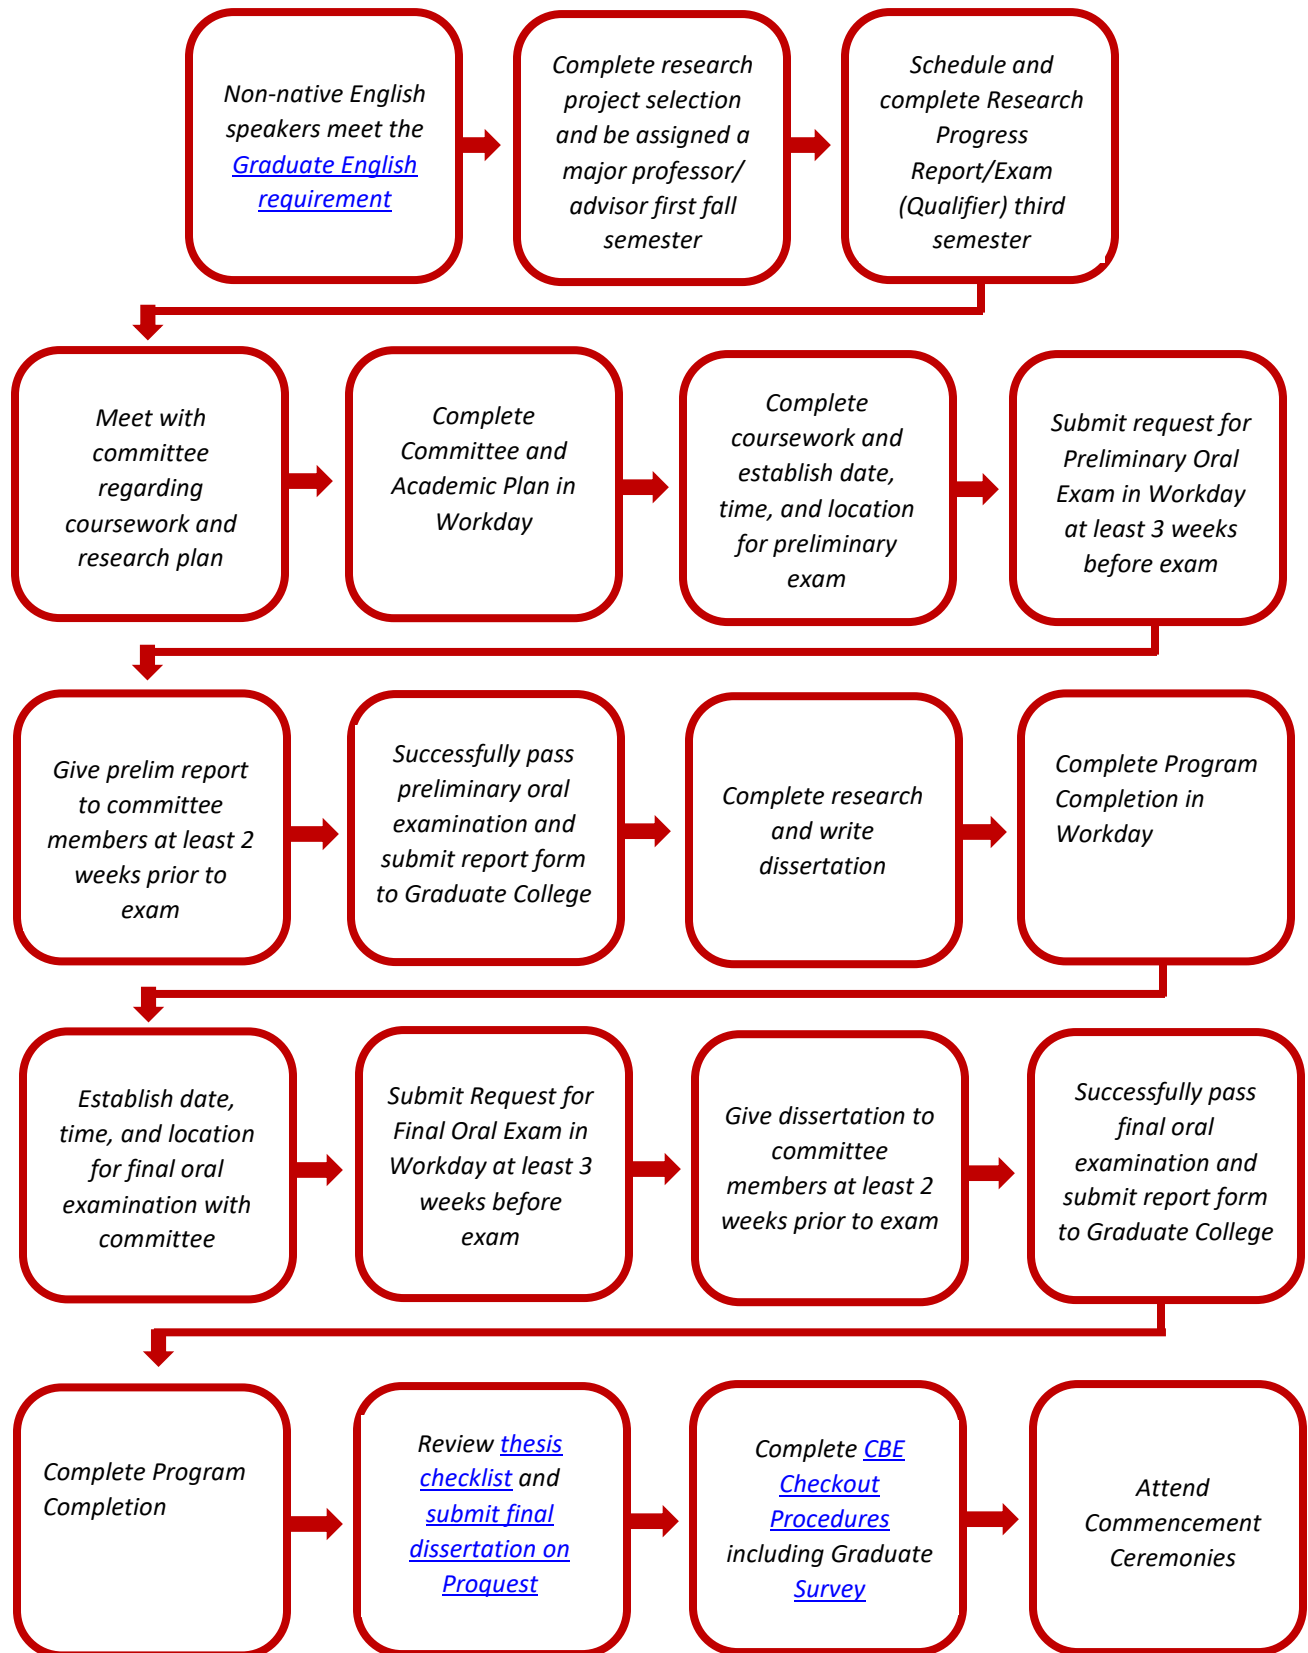 Non-native English
speakers meet the
Graduate English
requirement
Complete research
project selection
and be assigned a
major professor/
advisor first fall
semester
Schedule and
complete Research
Progress
Report/Exam
(Qualifier) third
semester
Meet with
committee
regarding
coursework and
research plan
Complete
Committee and
Academic Plan in
Workday
Complete
coursework and
establish date,
time, and location
for preliminary
exam
Submit request for
Preliminary Oral
Exam in Workday
at least 3 weeks
before exam
Give prelim report
to committee
members at least 2
weeks prior to
exam
Successfully pass
preliminary oral
examination and
submit report form
to Graduate College
Complete research
and write
dissertation
Complete Program
Completion in
Workday
Establish date,
time, and location
for final oral
examination with
committee
Submit Request for
Final Oral Exam in
Workday at least 3
weeks before
exam
Give dissertation to
committee
members at least 2
weeks prior to exam
Successfully pass
final oral
examination and
submit report form
to Graduate College
Complete Program
Completion
Review thesis
checklist and
submit final
dissertation on
Proquest
Complete CBE
Checkout
Procedures
including Graduate
Survey
Attend
Commencement
Ceremonies